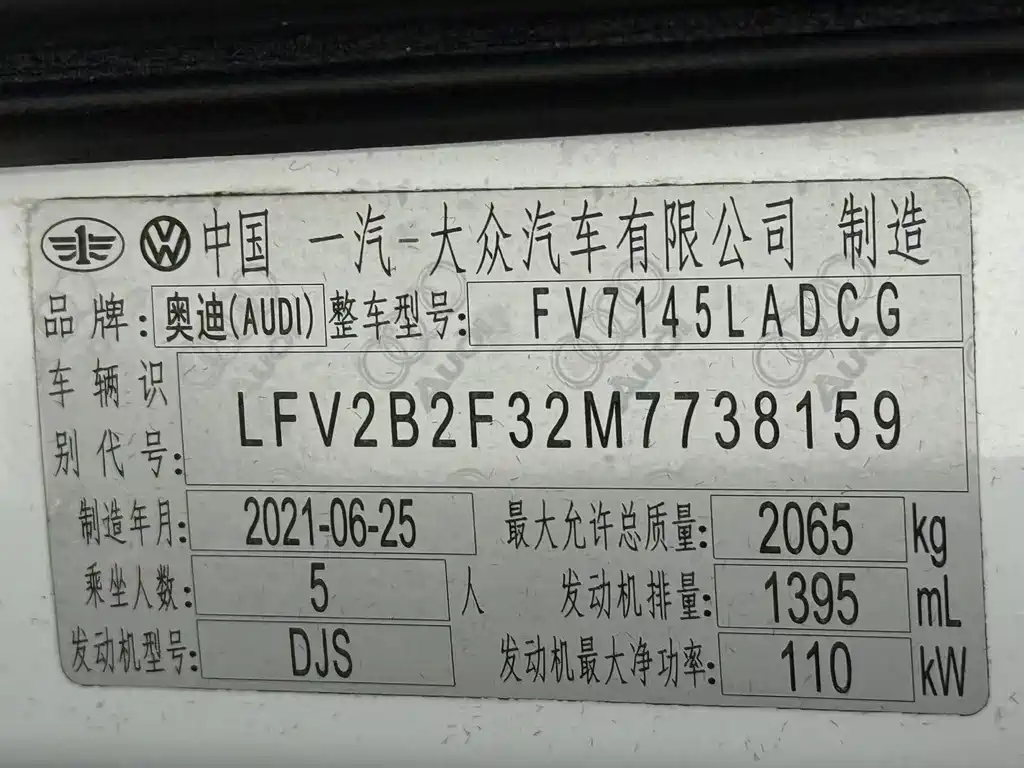 中国 一汽-大众汽车有限公司 制造
品牌: 奥迪(AUDI) 整车型号: FV7145LADCG
车辆识
别代号: LFV2B2F32M7738159
制造年月: 2021-06-25 最大允许总质量: 2065 kg
乘坐人数: 5 人 发动机排量: 1395 mL
发动机型号: DJS 发动机最大净功率: 110 kW